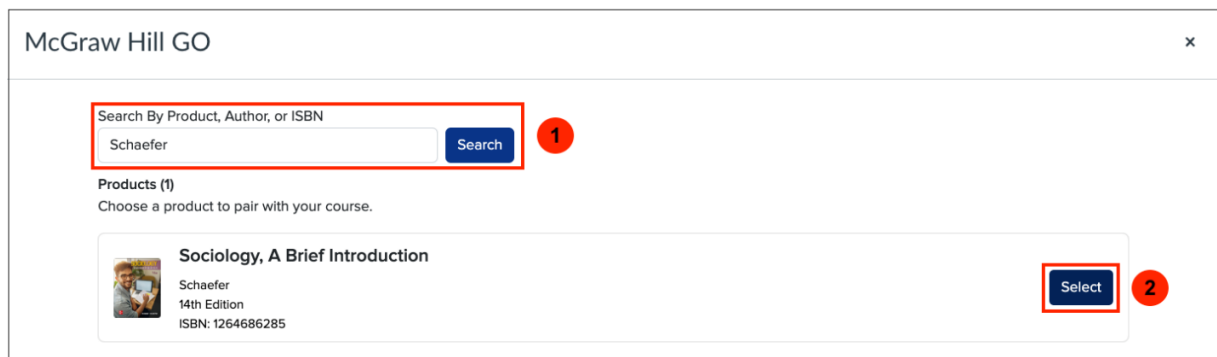 McGraw Hill GO ×
Search By Product, Author, or ISBN
Schaefer Search 1
Products (1)
Choose a product to pair with your course.
Sociology, A Brief Introduction
Schaefer
Select 2
14th Edition
ISBN: 1264686285